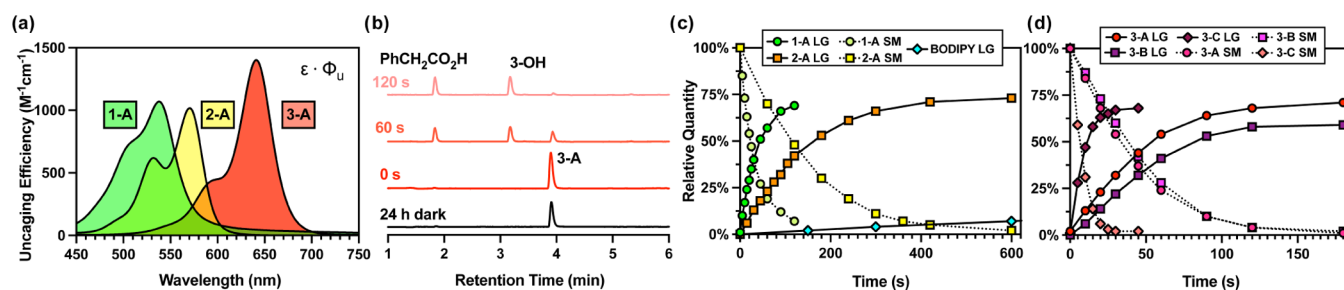 (a)
Uncaging Efficiency (M⁻¹ cm⁻¹)
1500
1000
500
0
ε · Φᵤ
1-A
2-A
3-A
450 500 550 600 650 700 750
Wavelength (nm)
(b)
PhCH₂CO₂H
3-OH
120 s
60 s
3-A
0 s
24 h dark
1 2 3 4 5 6
Retention Time (min)
(c)
1-A LG
1-A SM
BODIPY LG
2-A LG
2-A SM
Relative Quantity
100%
75%
50%
25%
0%
0 200 400 600
Time (s)
(d)
3-A LG
3-C LG
3-B SM
3-B LG
3-A SM
3-C SM
100%
75%
50%
25%
0%
0 50 100 150
Time (s)